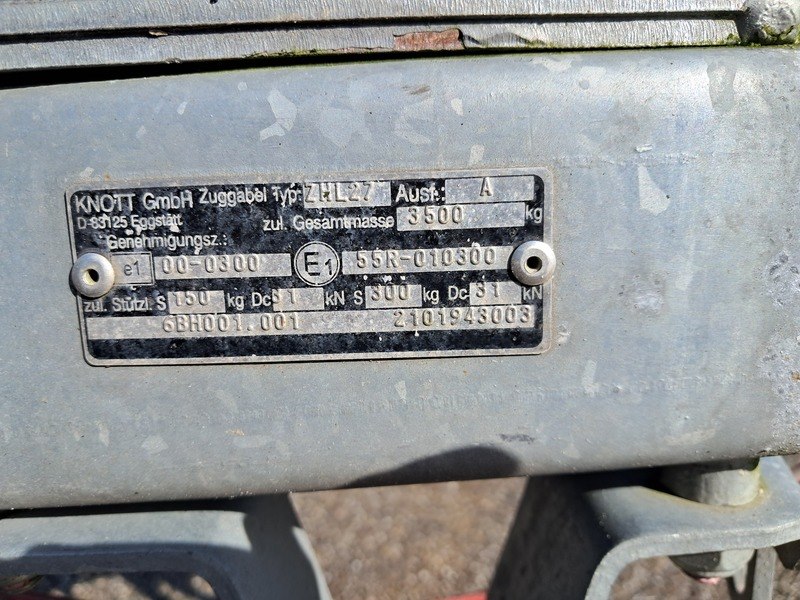 KNOTT GmbH Zuggabel Typ: ZHL27 Ausf.: A
D-83125 Eggstätt zul. Gesamtmasse 3500 kg
Genehmigungsz.:
e1 00-0300 E1 55R-010300
zul. Stützl. S 150 kg Dc 31 kN S 300 kg Dc 31 kN
6BH001.001 2101943003